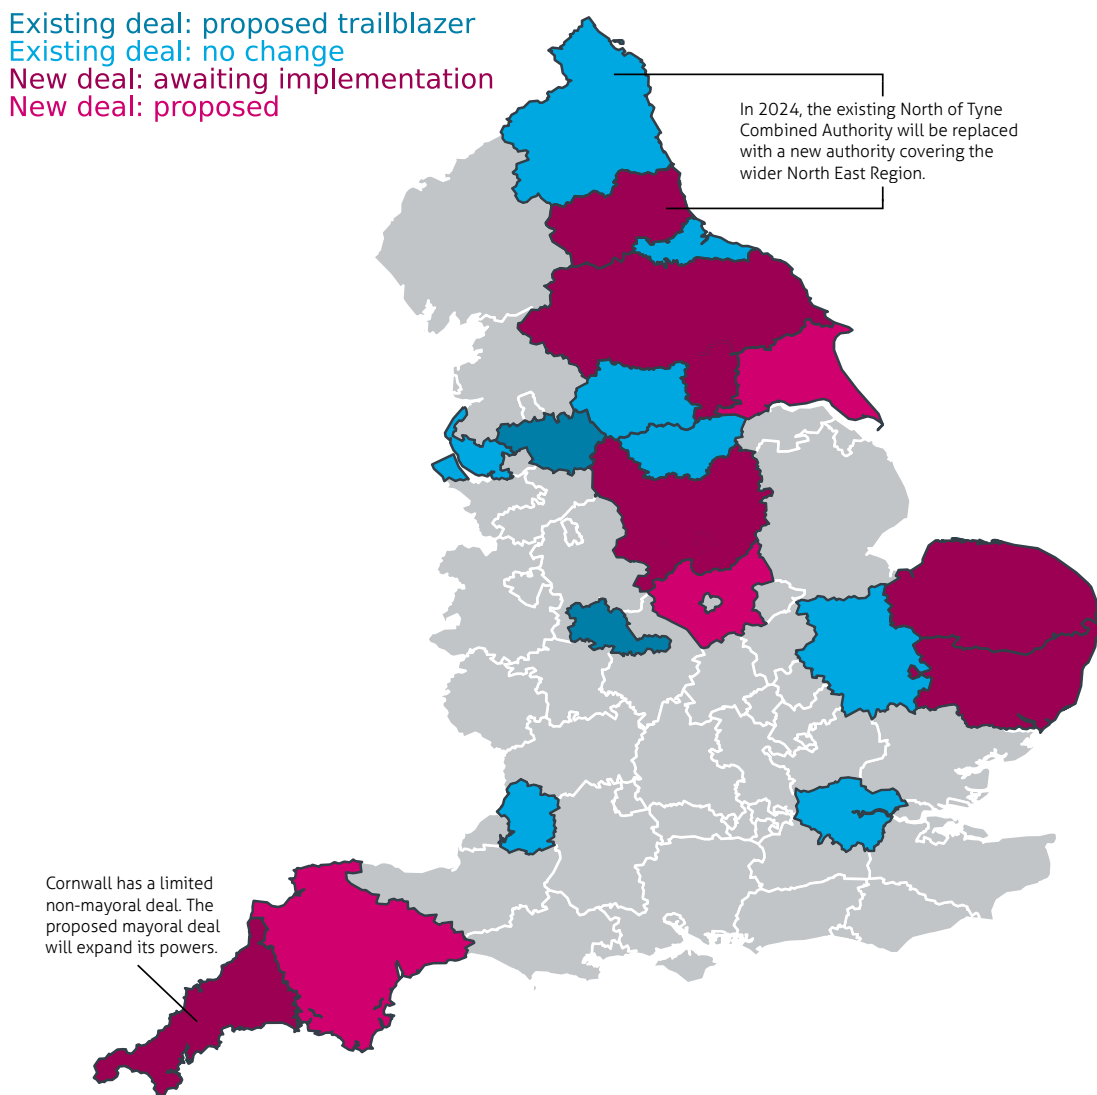 Existing deal: proposed trailblazer
Existing deal: no change
New deal: awaiting implementation
New deal: proposed
In 2024, the existing North of Tyne
Combined Authority will be replaced
with a new authority covering the
wider North East Region.
Cornwall has a limited
non-mayoral deal. The
proposed mayoral deal
will expand its powers.